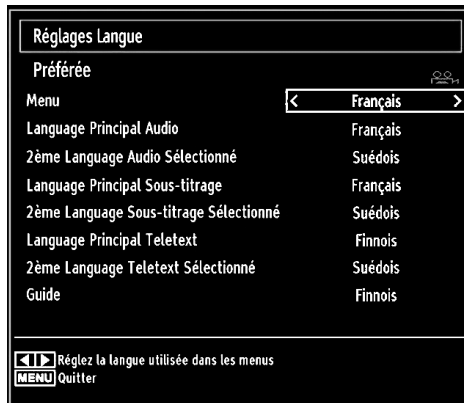 Réglages Langue
Préférée
Menu < Français >
Language Principal Audio Français
2ème Language Audio Sélectionné Suédois
Language Principal Sous-titrage Français
2ème Language Sous-titrage Sélectionné Suédois
Language Principal Teletext Finnois
2ème Language Teletext Sélectionné Suédois
Guide Finnois
Réglez la langue utilisée dans les menus
MENU Quitter